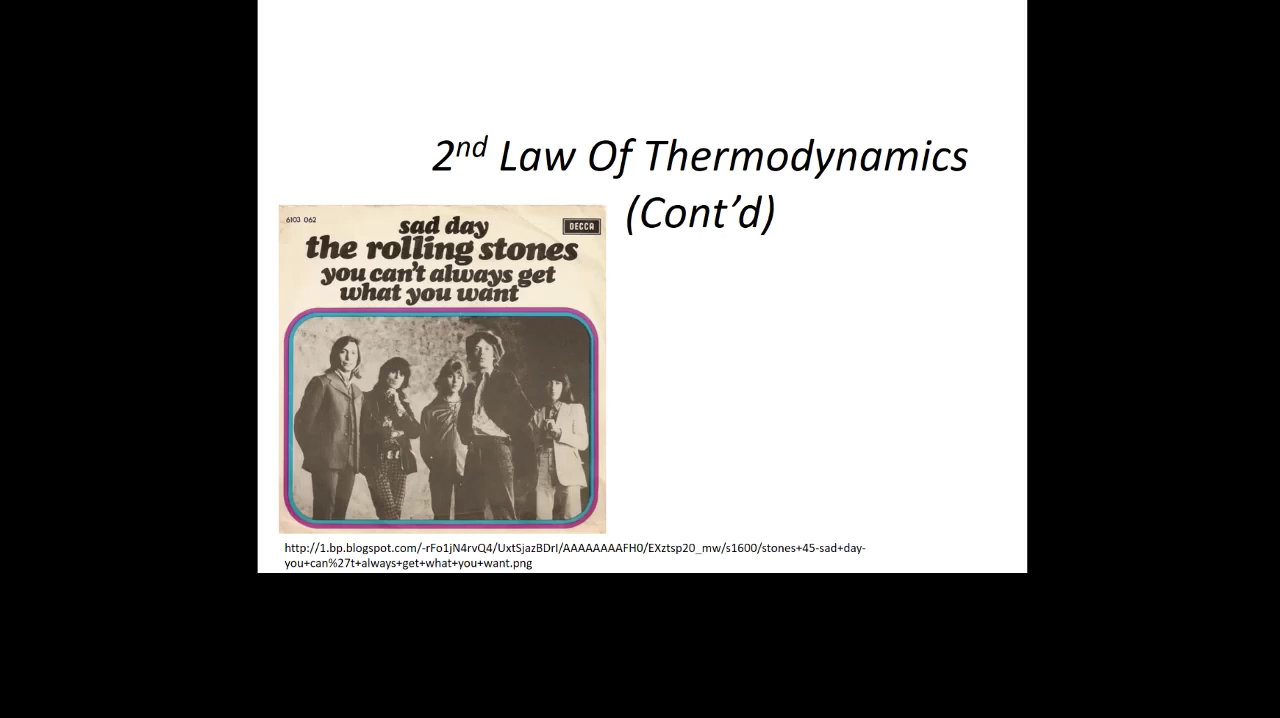 2nd Law Of Thermodynamics
(Cont’d)
6103 062
DECCA
sad day
the rolling stones
you can't always get
what you want
http://1.bp.blogspot.com/-rFo1jN4rvQ4/UxtSjazBDrI/AAAAAAAAFH0/EXztsp20_mw/s1600/stones+45-sad+day-
you+can%27t+always+get+what+you+want.png